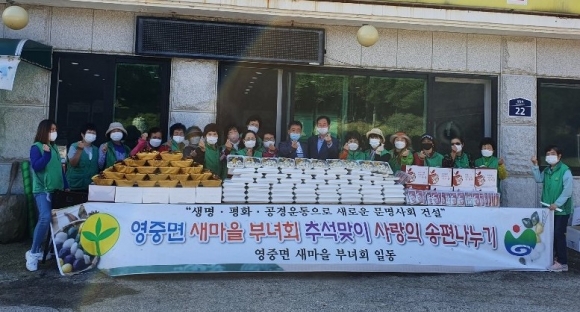 22
"생명·평화·공경운동으로 새로운 문명사회 건설"
영중면 새마을 부녀회 추석맞이 사랑의 송편나누기
영중면 새마을 부녀회 일동